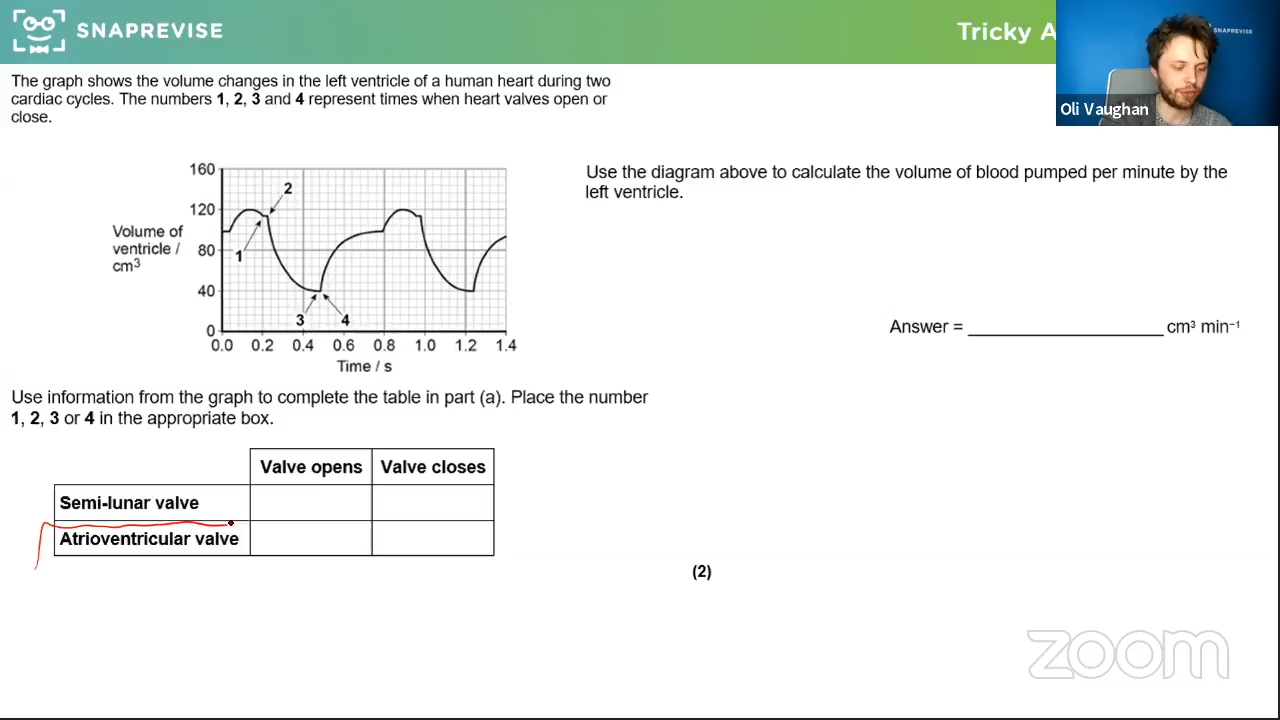 SNAPREVISE
Tricky A
SNAPREVISE
Oli Vaughan
The graph shows the volume changes in the left ventricle of a human heart during two
cardiac cycles. The numbers 1, 2, 3 and 4 represent times when heart valves open or
close.
160
120
80
40
0
Volume of
ventricle /
cm³
1
2
3
4
0.0 0.2 0.4 0.6 0.8 1.0 1.2 1.4
Time / s
Use the diagram above to calculate the volume of blood pumped per minute by the
left ventricle.
Answer = ____________________ cm³ min⁻¹
Use information from the graph to complete the table in part (a). Place the number
1, 2, 3 or 4 in the appropriate box.
Valve opens Valve closes
Semi-lunar valve
Atrioventricular valve
(2)
zoom